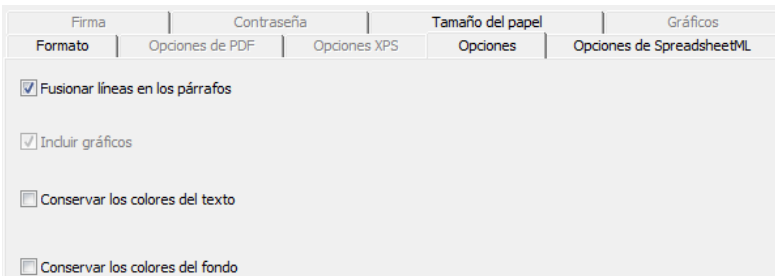 Firma Contraseña Tamaño del papel Gráficos
Formato Opciones de PDF Opciones XPS Opciones Opciones de SpreadsheetML
Fusionar líneas en los párrafos
Incluir gráficos
Conservar los colores del texto
Conservar los colores del fondo